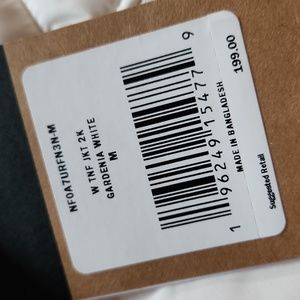 NF0A7URFN3N-M
W TNF JKT 2K
GARDENIA WHITE
M
1 96249 15477 9
MADE IN BANGLADESH
199.00
Suggested Retail